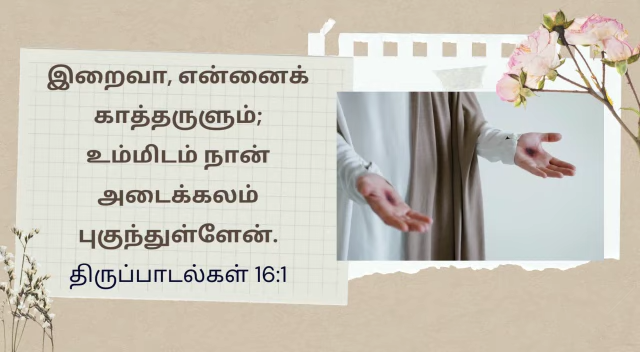 இறைவா, என்னைக்
காத்தருளும்;
உம்மிடம் நான்
அடைக்கலம்
புகுந்துள்ளேன்.
திருப்பாடல்கள் 16:1